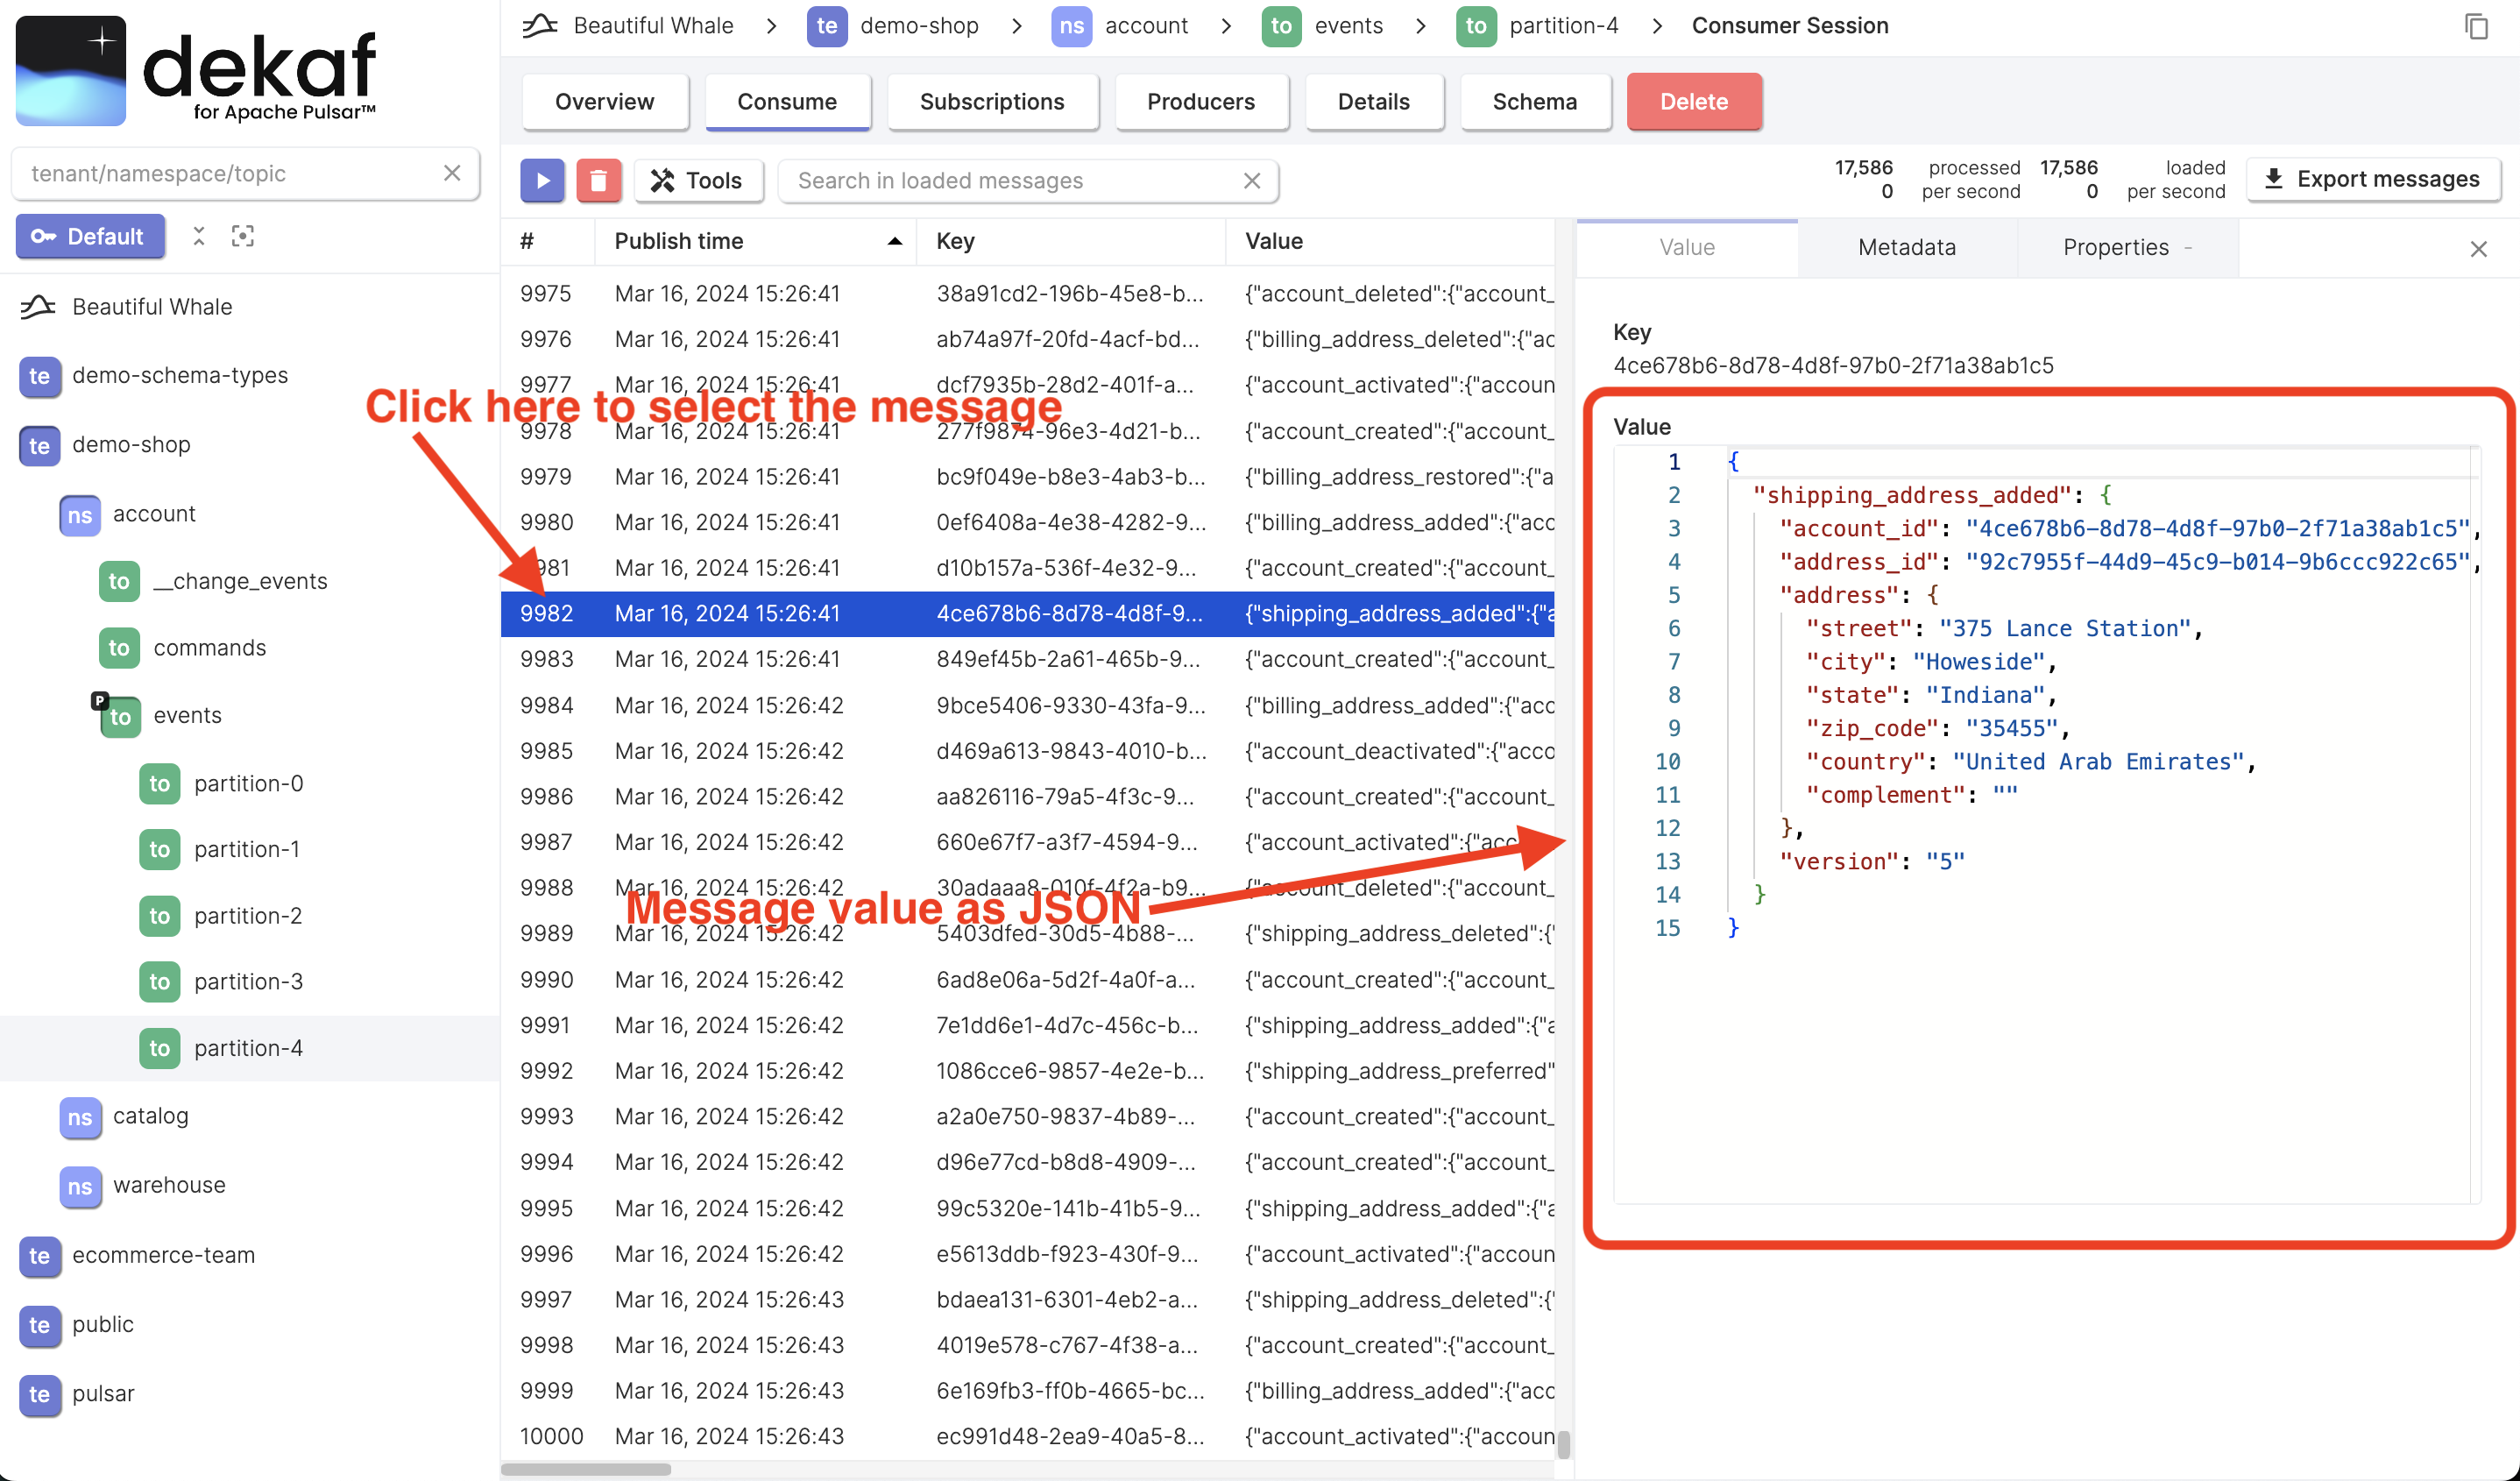 dekaf
for Apache Pulsar™
tenant/namespace/topic
Default
Beautiful Whale
te demo-schema-types
te demo-shop
ns account
to __change_events
to commands
P to events
to partition-0
to partition-1
to partition-2
to partition-3
to partition-4
ns catalog
ns warehouse
te ecommerce-team
te public
te pulsar
Beautiful Whale > te demo-shop > ns account > to events > to partition-4 > Consumer Session
Overview Consume Subscriptions Producers Details Schema Delete
Tools Search in loaded messages
17,586 processed 17,586 loaded
0 per second 0 per second
Export messages
# Publish time Key Value
9975 Mar 16, 2024 15:26:41 38a91cd2-196b-45e8-b... {"account_deleted":{"account_
9976 Mar 16, 2024 15:26:41 ab74a97f-20fd-4acf-bd... {"billing_address_deleted":{"ac
9977 Mar 16, 2024 15:26:41 dcf7935b-28d2-401f-a... {"account_activated":{"accoun
Click here to select the message
9978 Mar 16, 2024 15:26:41 277f9874-96e3-4d21-b... {"account_created":{"account_
9979 Mar 16, 2024 15:26:41 bc9f049e-b8e3-4ab3-b... {"billing_address_restored":{"a
9980 Mar 16, 2024 15:26:41 0ef6408a-4e38-4282-9... {"billing_address_added":{"acc
9981 Mar 16, 2024 15:26:41 d10b157a-536f-4e32-9... {"account_created":{"account_
9982 Mar 16, 2024 15:26:41 4ce678b6-8d78-4d8f-9... {"shipping_address_added":{"a
9983 Mar 16, 2024 15:26:41 849ef45b-2a61-465b-9... {"account_created":{"account_
9984 Mar 16, 2024 15:26:42 9bce5406-9330-43fa-9... {"billing_address_added":{"acc
9985 Mar 16, 2024 15:26:42 d469a613-9843-4010-b... {"account_deactivated":{"acco
9986 Mar 16, 2024 15:26:42 aa826116-79a5-4f3c-9... {"account_created":{"account_
9987 Mar 16, 2024 15:26:42 660e67f7-a3f7-4594-9... {"account_activated":{"acc
9988 Mar 16, 2024 15:26:42 30adaaa8-010f-4f2a-b9... {"account_deleted":{"account_
Message value as JSON
9989 Mar 16, 2024 15:26:42 5403dfed-30d5-4b88-... {"shipping_address_deleted":{"
9990 Mar 16, 2024 15:26:42 6ad8e06a-5d2f-4a0f-a... {"account_created":{"account_
9991 Mar 16, 2024 15:26:42 7e1dd6e1-4d7c-456c-b... {"shipping_address_added":{"a
9992 Mar 16, 2024 15:26:42 1086cce6-9857-4e2e-b... {"shipping_address_preferred"
9993 Mar 16, 2024 15:26:42 a2a0e750-9837-4b89-... {"account_created":{"account_
9994 Mar 16, 2024 15:26:42 d96e77cd-b8d8-4909-... {"account_created":{"account_
9995 Mar 16, 2024 15:26:42 99c5320e-141b-41b5-9... {"shipping_address_added":{"a
9996 Mar 16, 2024 15:26:42 e5613ddb-f923-430f-9... {"account_activated":{"accoun
9997 Mar 16, 2024 15:26:43 bdaea131-6301-4eb2-a... {"shipping_address_deleted":{"
9998 Mar 16, 2024 15:26:43 4019e578-c767-4f38-a... {"account_created":{"account_
9999 Mar 16, 2024 15:26:43 6e169fb3-ff0b-4665-bc... {"billing_address_added":{"acc
10000 Mar 16, 2024 15:26:43 ec991d48-2ea9-40a5-8... {"account_activated":{"accoun
Value Metadata Properties -
Key
4ce678b6-8d78-4d8f-97b0-2f71a38ab1c5
Value
1 {
2 "shipping_address_added": {
3 "account_id": "4ce678b6-8d78-4d8f-97b0-2f71a38ab1c5",
4 "address_id": "92c7955f-44d9-45c9-b014-9b6ccc922c65",
5 "address": {
6 "street": "375 Lance Station",
7 "city": "Howeside",
8 "state": "Indiana",
9 "zip_code": "35455",
10 "country": "United Arab Emirates",
11 "complement": ""
12 },
13 "version": "5"
14 }
15 }